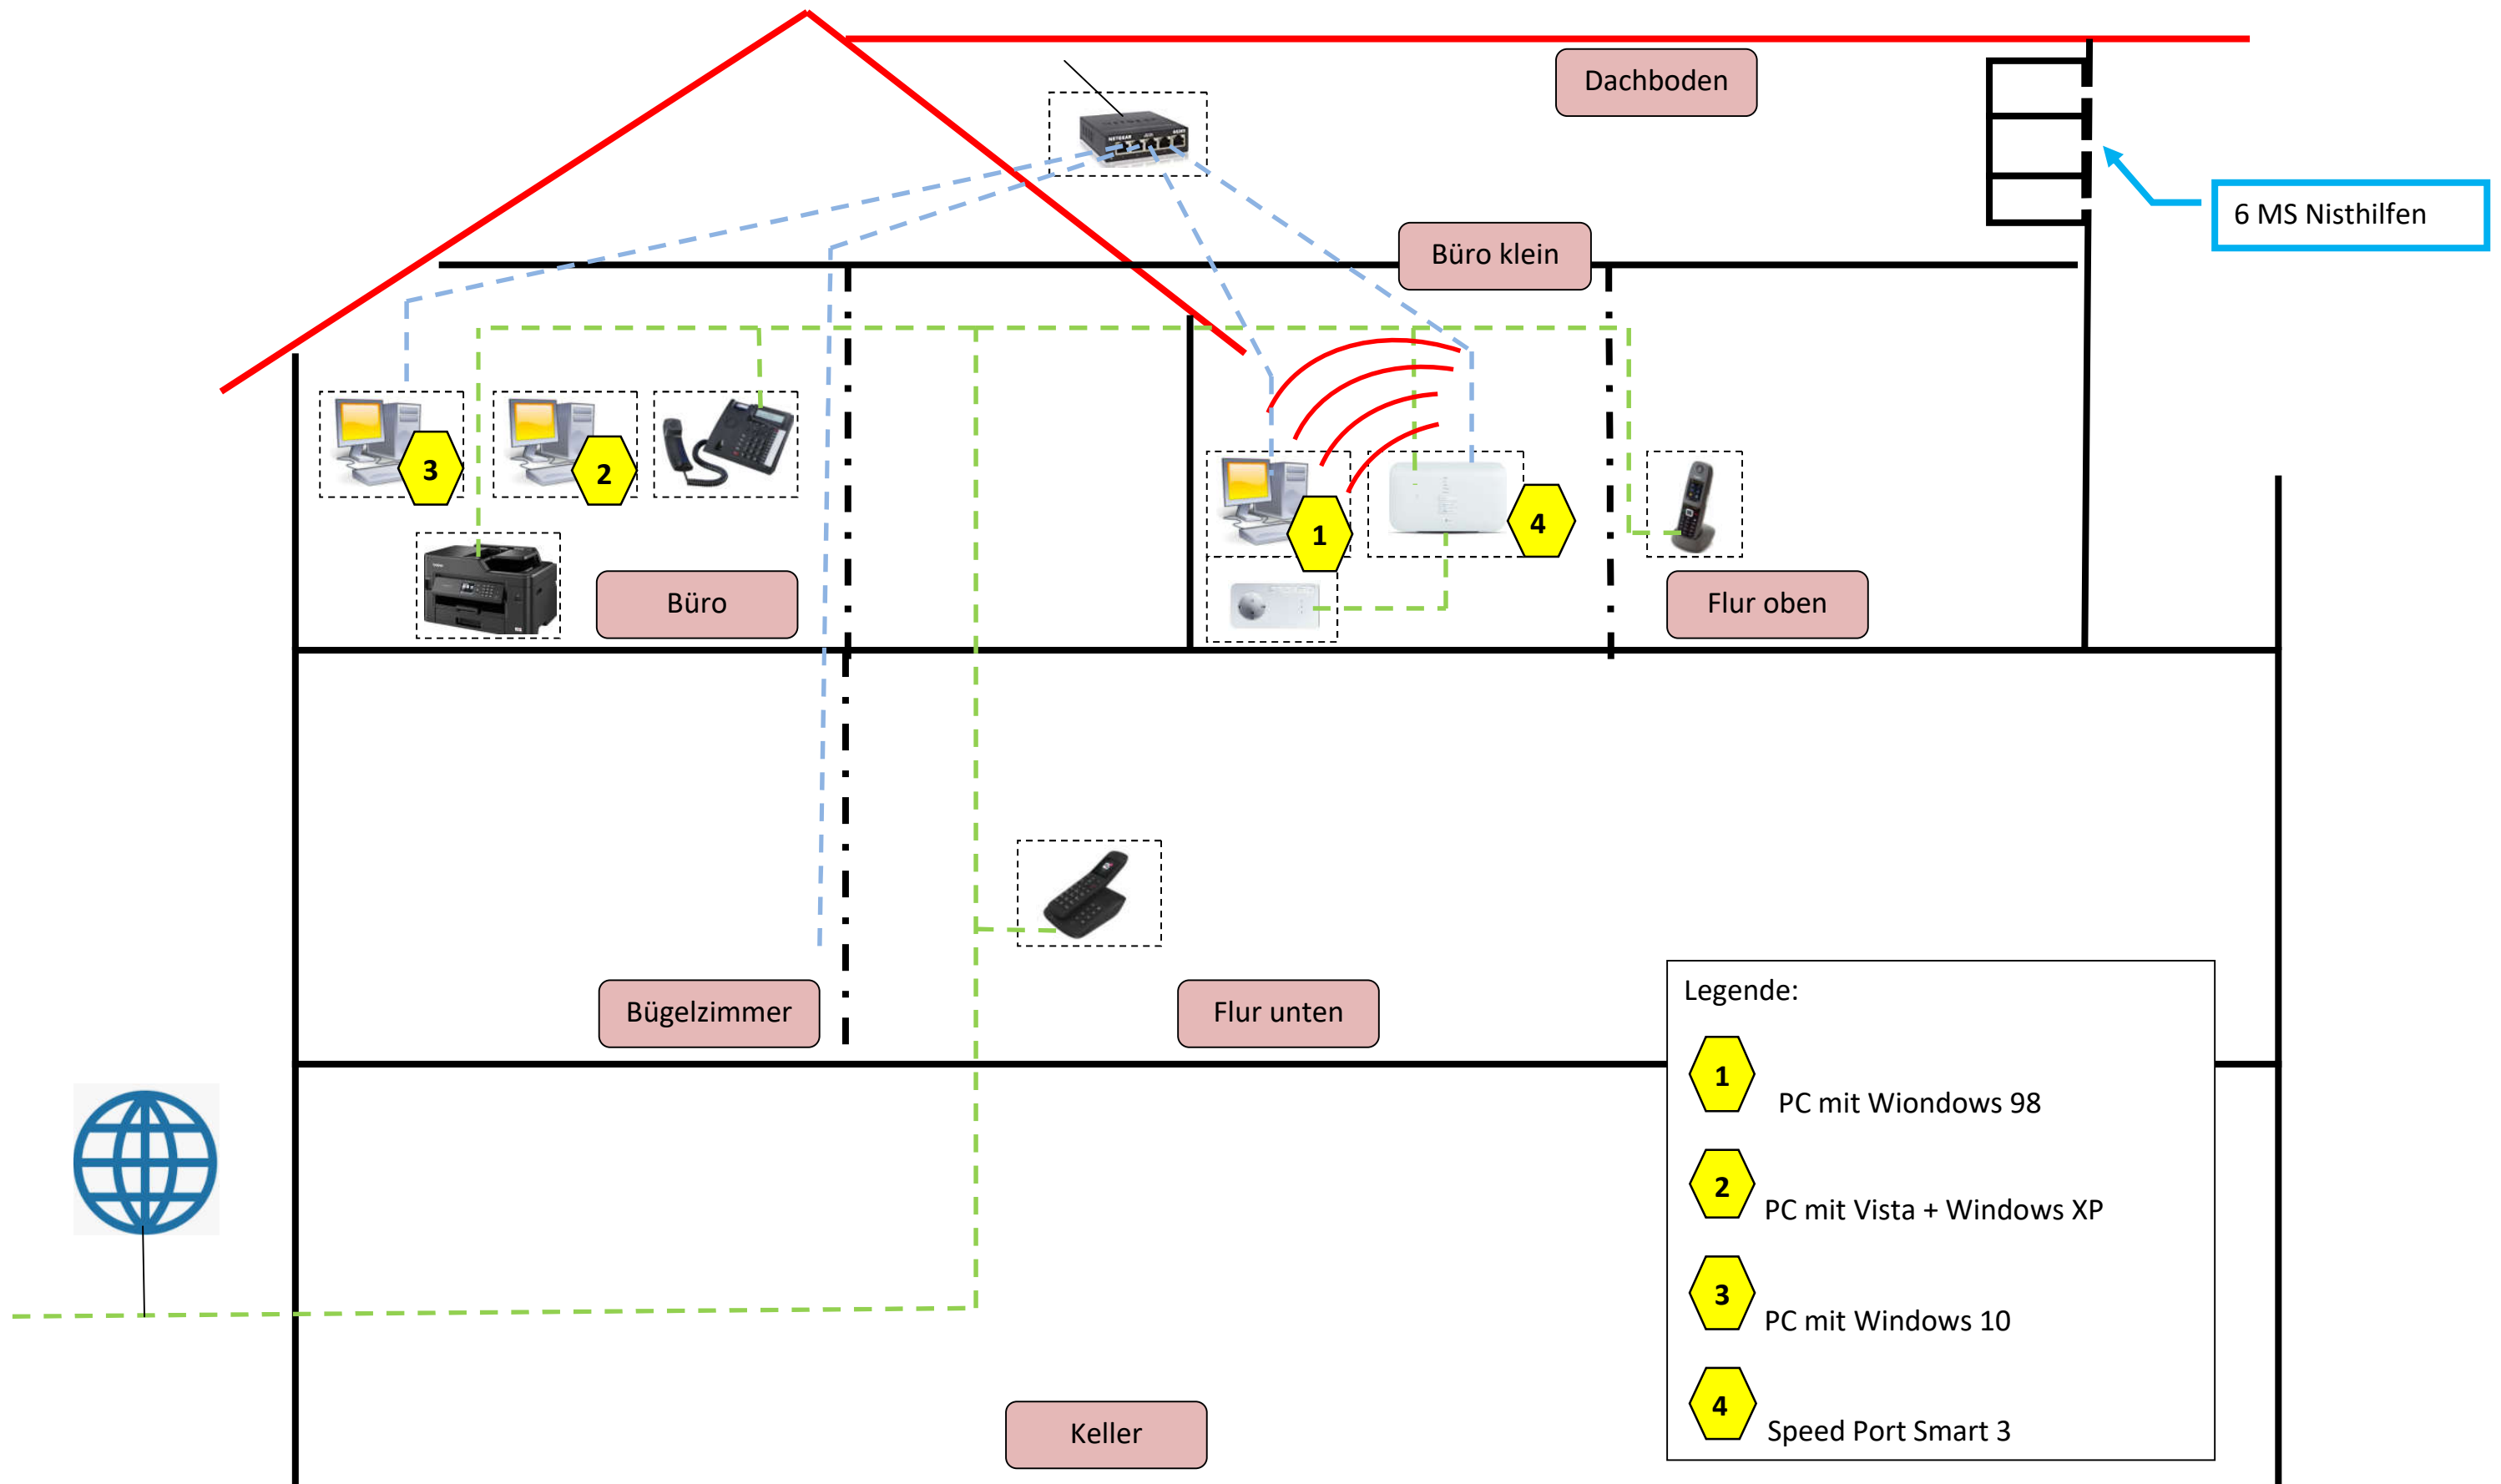 Dachboden
NETGEAR
6 MS Nisthilfen
Büro klein
3
2
1
4
Büro
Flur oben
Bügelzimmer
Flur unten
Legende:
1
PC mit Wiondows 98
2
PC mit Vista + Windows XP
3
PC mit Windows 10
4
Speed Port Smart 3
Keller